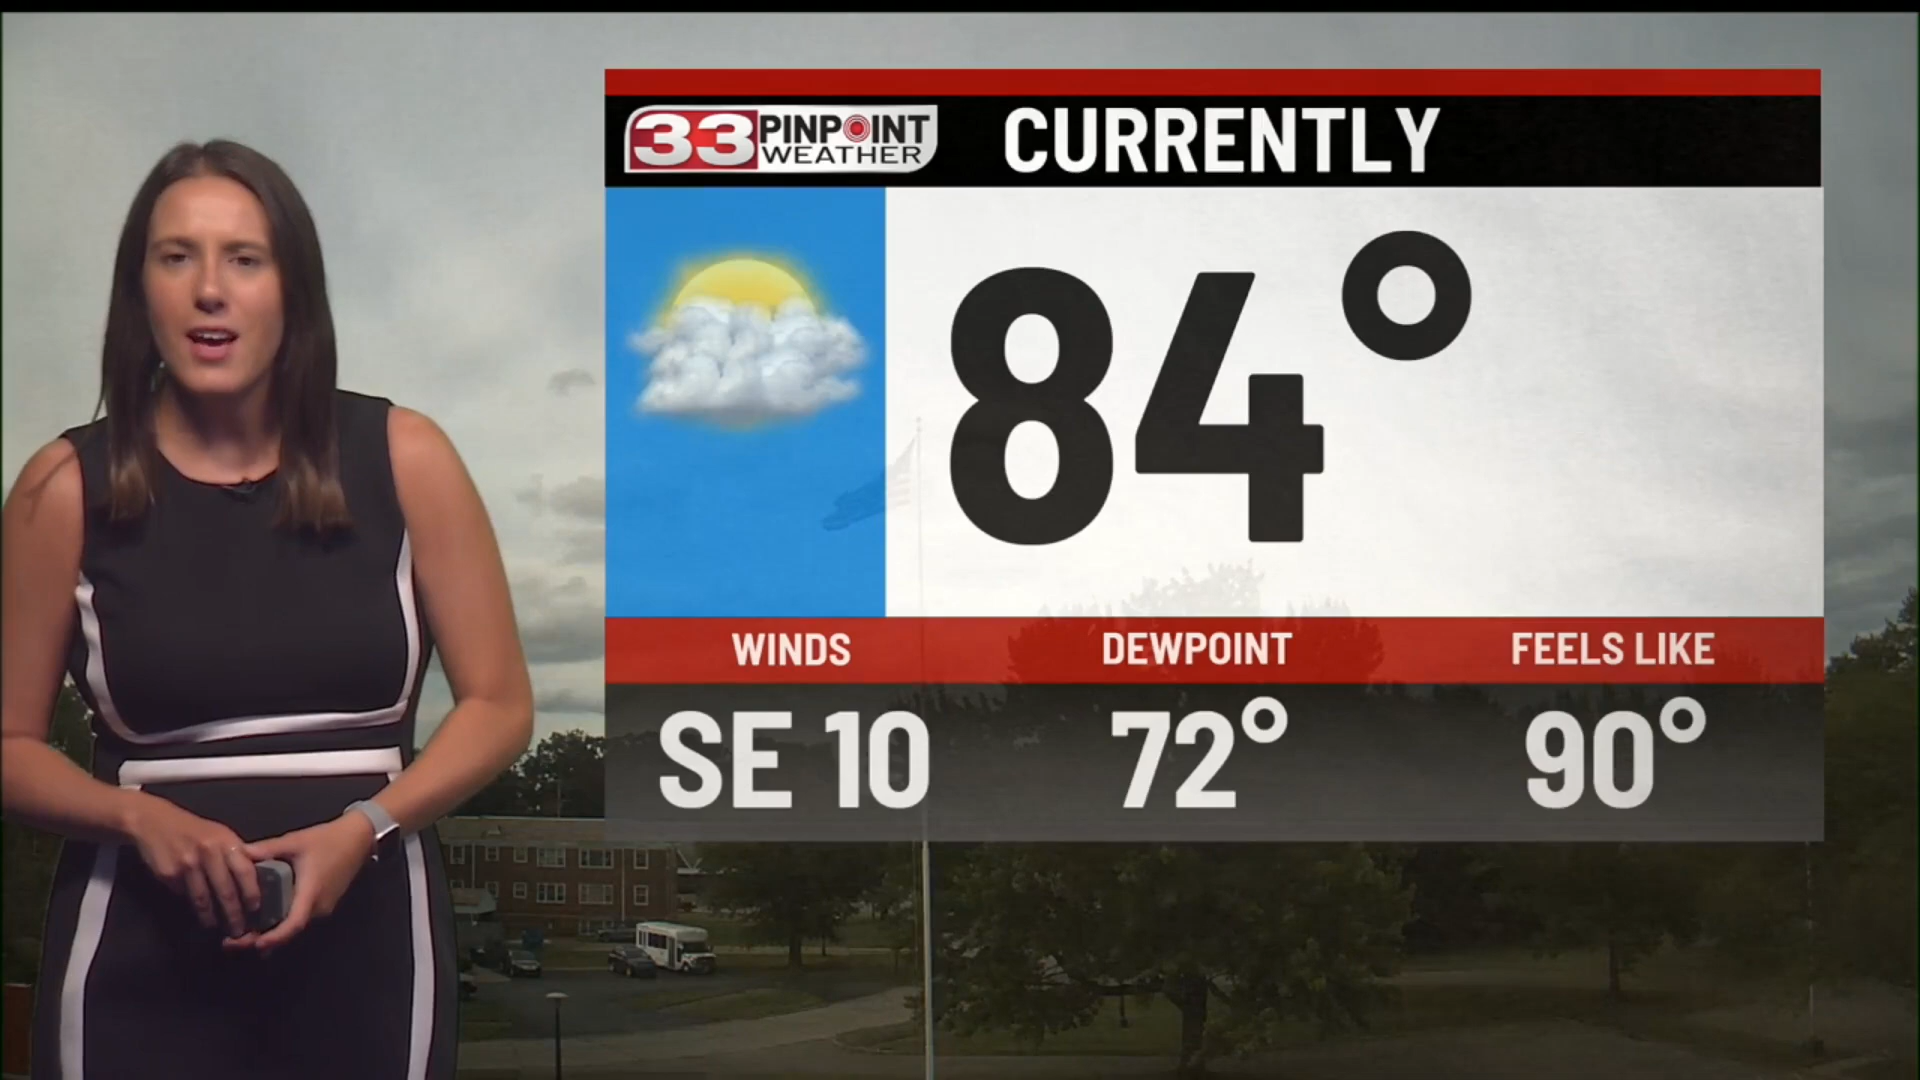 33 PINPOINT
WEATHER
CURRENTLY
84°
WINDS DEWPOINT FEELS LIKE
SE 10 72° 90°